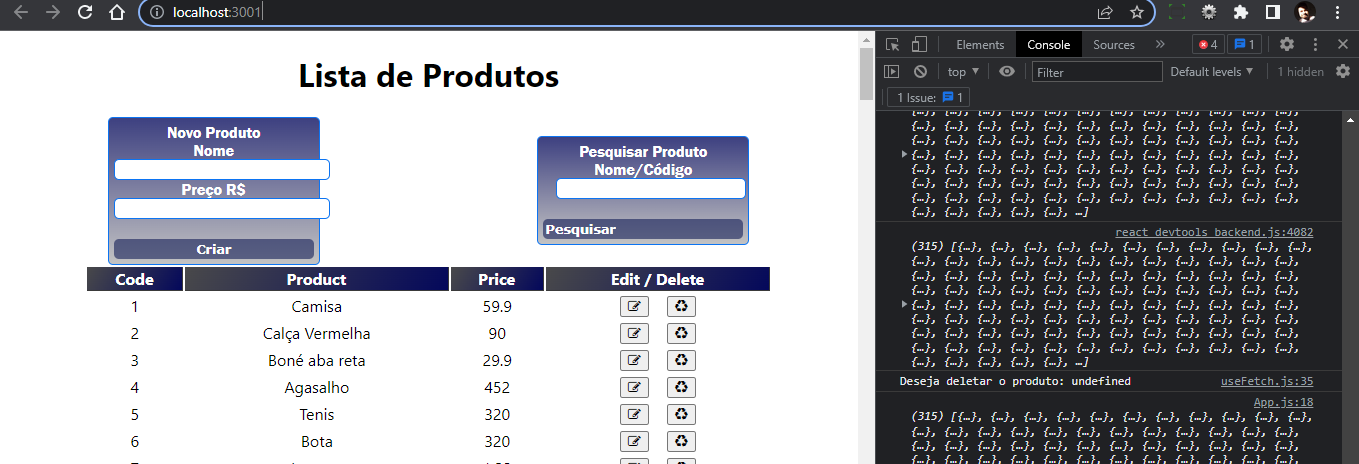 localhost:3001
Lista de Produtos
Novo Produto
Nome
Preço R$
Criar
Pesquisar Produto
Nome/Código
Pesquisar
Code Product Price Edit / Delete
1 Camisa 59.9
2 Calça Vermelha 90
3 Boné aba reta 29.9
4 Agasalho 452
5 Tenis 320
6 Bota 320
Elements Console Sources » 4 1
top Filter Default levels 1 hidden
1 Issue: 1
{…}, {…}, {…}, {…}, {…}, {…}, {…}, {…}, {…}, {…}, {…}, {…},
{…}, {…}, {…}, {…}, {…}, {…}, {…}, {…}, {…}, {…}, {…}, {…},
{…}, {…}, {…}, {…}, {…}, {…}, {…}, {…}, {…}, {…}, {…}, {…},
{…}, {…}, {…}, {…}, {…}, {…}, {…}, {…}, {…}, {…}, {…}, {…},
{…}, {…}, {…}, {…}, {…}, {…}, {…}, {…}, {…}, {…}, {…}, {…},
{…}, {…}, {…}, {…}, {…}, {…}, {…}, {…}, {…}, {…}, {…}, {…},
{…}, {…}, {…}, {…}, {…}, …]
react devtools backend.js:4082
(315) [{…}, {…}, {…}, {…}, {…}, {…}, {…}, {…}, {…}, {…}, {…},
{…}, {…}, {…}, {…}, {…}, {…}, {…}, {…}, {…}, {…}, {…}, {…},
{…}, {…}, {…}, {…}, {…}, {…}, {…}, {…}, {…}, {…}, {…}, {…},
{…}, {…}, {…}, {…}, {…}, {…}, {…}, {…}, {…}, {…}, {…}, {…},
{…}, {…}, {…}, {…}, {…}, {…}, {…}, {…}, {…}, {…}, {…}, {…},
{…}, {…}, {…}, {…}, {…}, {…}, {…}, {…}, {…}, {…}, {…}, {…},
{…}, {…}, {…}, {…}, {…}, {…}, {…}, {…}, {…}, {…}, {…}, {…},
{…}, {…}, {…}, {…}, {…}, {…}, {…}, {…}, {…}, {…}, {…}, {…},
{…}, {…}, {…}, {…}, {…}, …]
Deseja deletar o produto: undefined useFetch.js:35
App.js:18
(315) [{…}, {…}, {…}, {…}, {…}, {…}, {…}, {…}, {…}, {…}, {…},
{…}, {…}, {…}, {…}, {…}, {…}, {…}, {…}, {…}, {…}, {…}, {…},
{…}, {…}, {…}, {…}, {…}, {…}, {…}, {…}, {…}, {…}, {…}, {…},
{…}, {…}, {…}, {…}, {…}, {…}, {…}, {…}, {…}, {…}, {…}, {…},